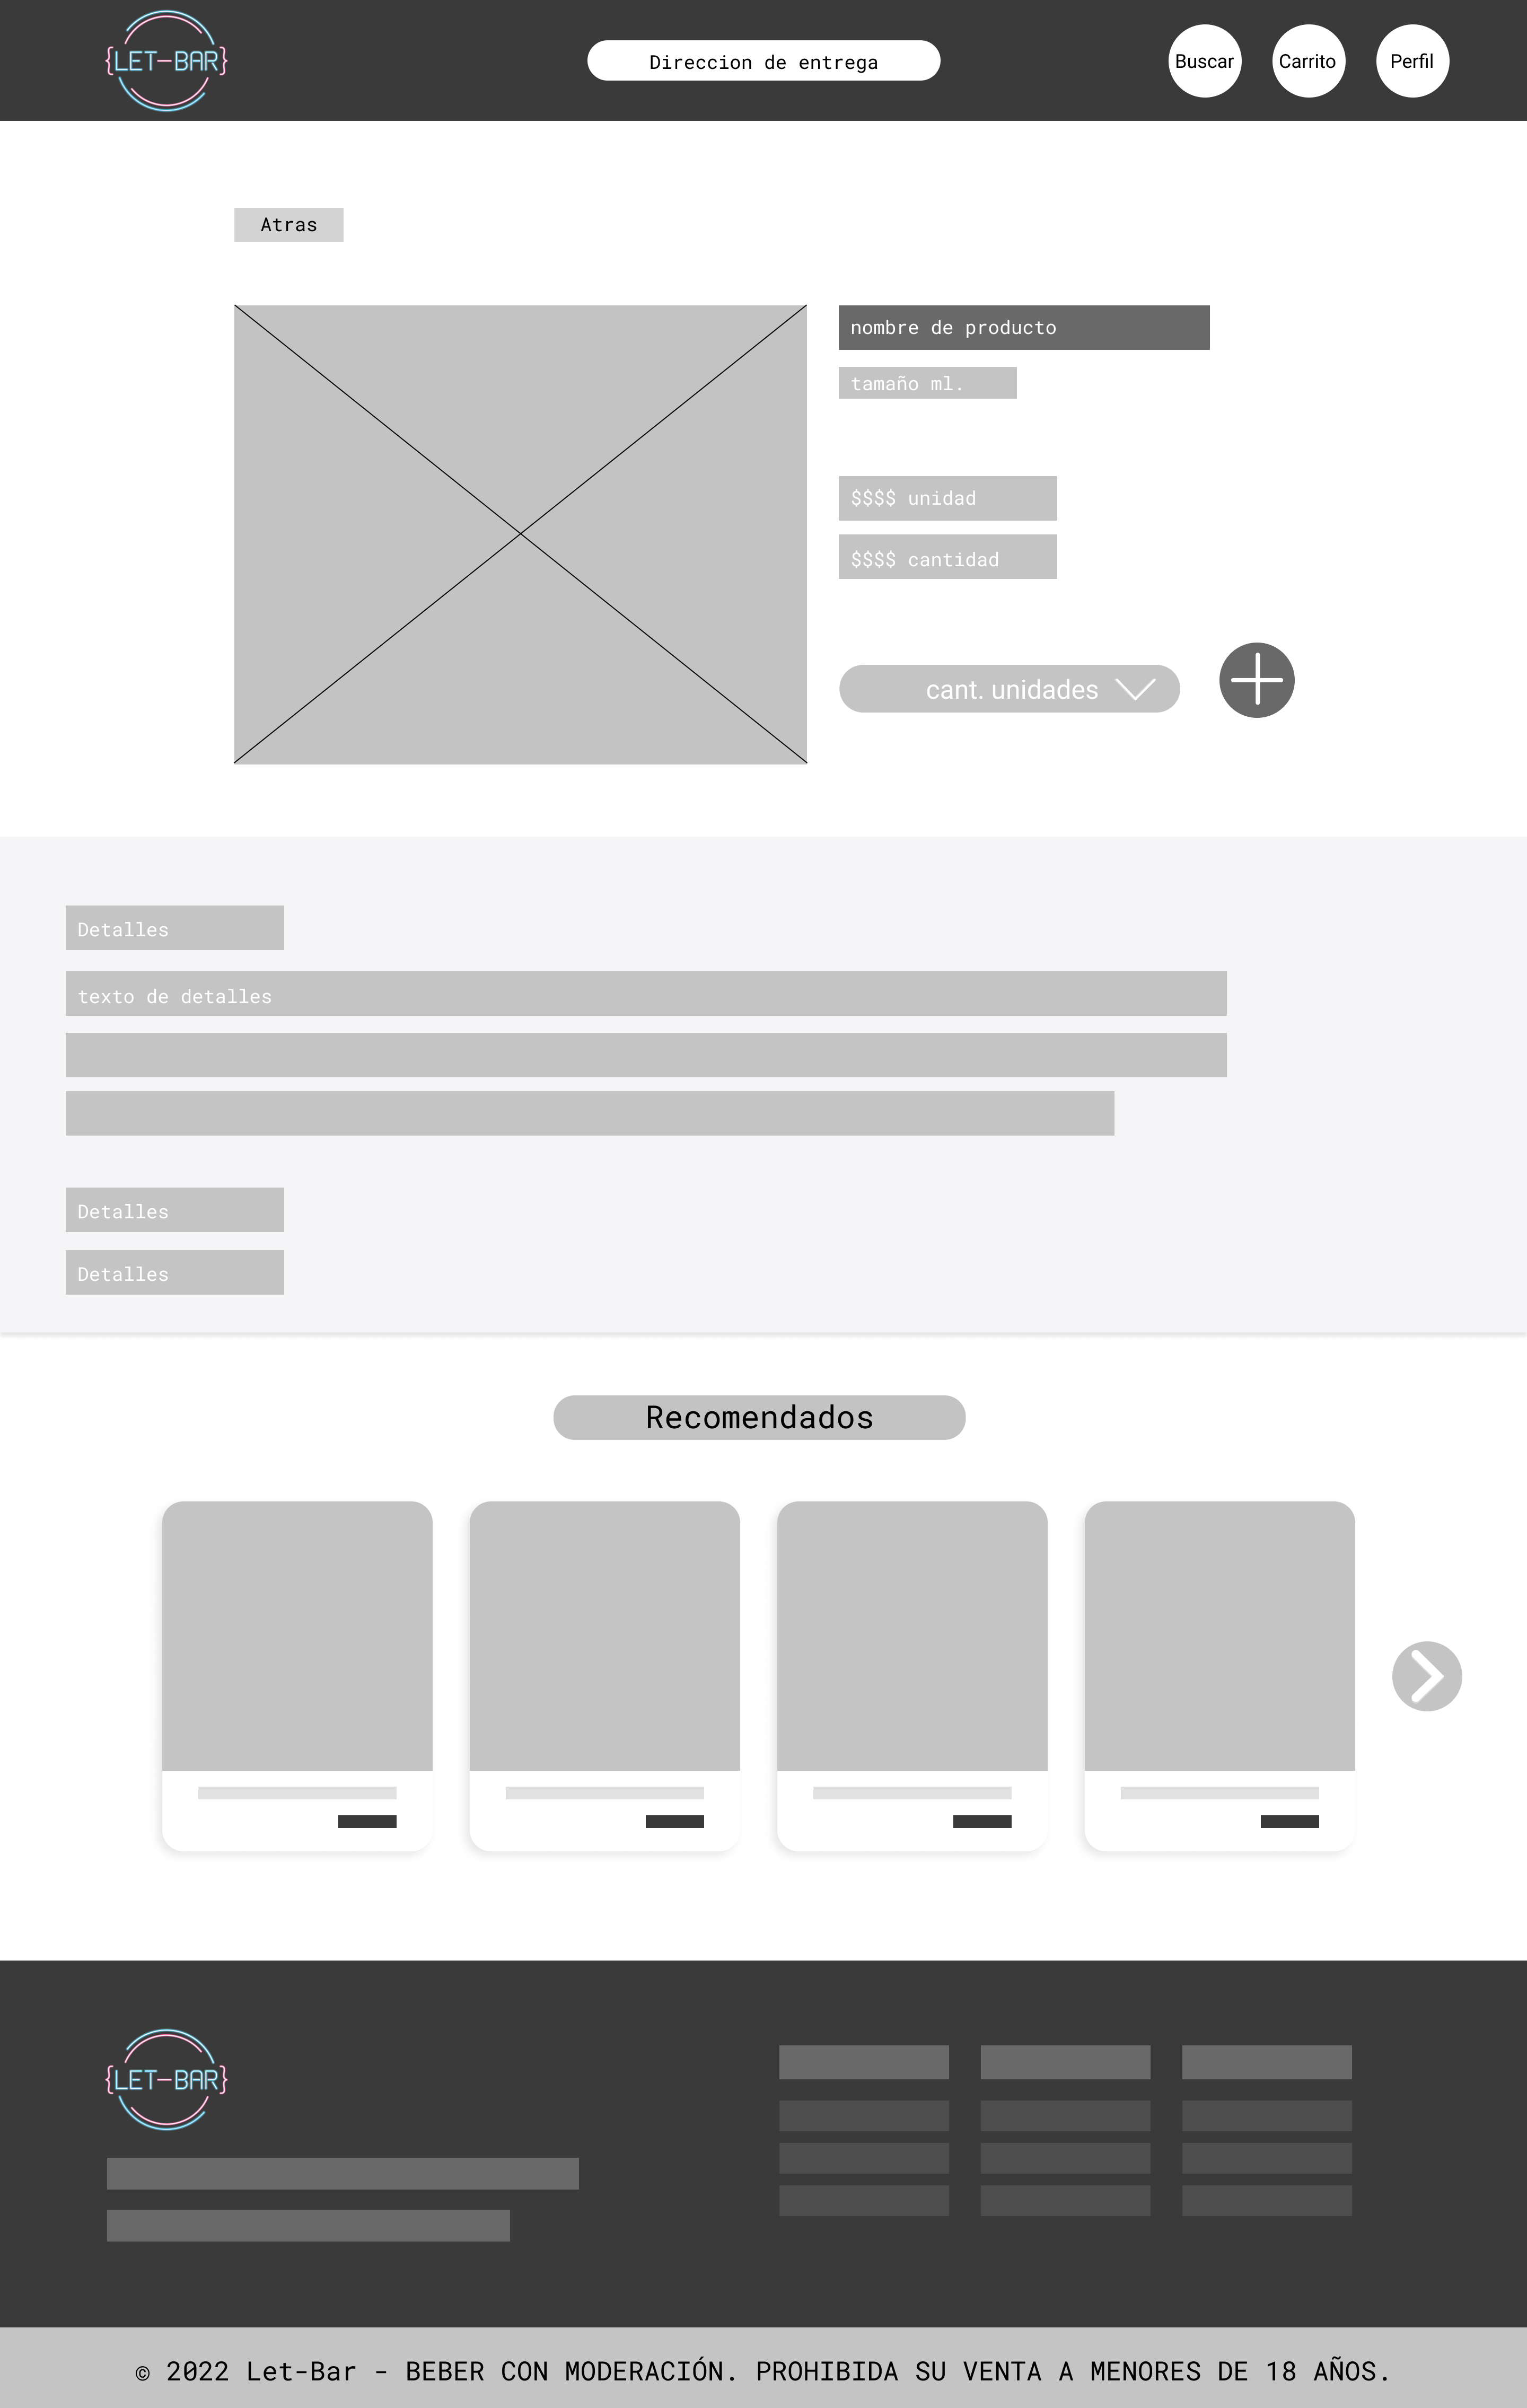 {LET-BAR}
Direccion de entrega
Buscar
Carrito
Perfil
Atras
nombre de producto
tamaño ml.
$$$$ unidad
$$$$ cantidad
cant. unidades
Detalles
texto de detalles
Detalles
Detalles
Recomendados
{LET-BAR}
© 2022 Let-Bar - BEBER CON MODERACIÓN. PROHIBIDA SU VENTA A MENORES DE 18 AÑOS.